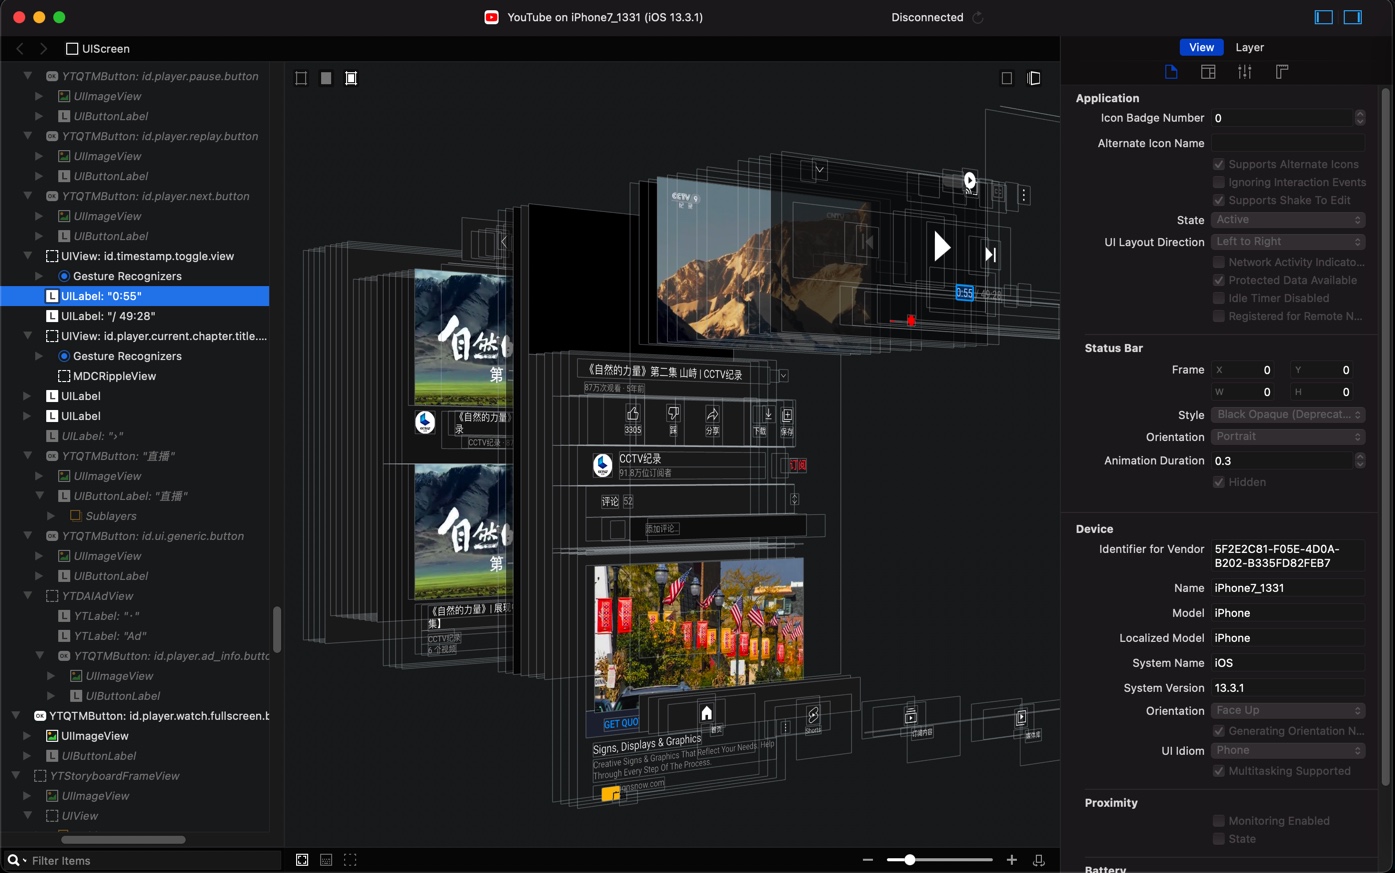 YouTube on iPhone7_1331 (iOS 13.3.1)
Disconnected
UIScreen
YTQTMButton: id.player.pause.button
UIImageView
L UIButtonLabel
YTQTMButton: id.player.replay.button
UIImageView
L UIButtonLabel
YTQTMButton: id.player.next.button
UIImageView
L UIButtonLabel
UIView: id.timestamp.toggle.view
Gesture Recognizers
L UILabel: "0:55"
L UILabel: "/ 49:28"
UIView: id.player.current.chapter.title....
Gesture Recognizers
MDCRippleView
L UILabel
L UILabel
L UILabel: "›"
YTQTMButton: "直播"
UIImageView
L UIButtonLabel: "直播"
Sublayers
YTQTMButton: id.ui.generic.button
UIImageView
L UIButtonLabel
YTDAIAdView
L YTLabel: "·"
L YTLabel: "Ad"
YTQTMButton: id.player.ad_info.butto
UIImageView
L UIButtonLabel
YTQTMButton: id.player.watch.fullscreen.b
UIImageView
L UIButtonLabel
YTStoryboardFrameView
UIImageView
UIView
Filter Items
CCTV 9
纪录
0:55 / 49:28
自然
第一
《自然的力量》
录
CCTV纪录
自然
第一
《自然的力量》| 展现
集】
CCTV纪录
6 个视频
《自然的力量》第二集 山峙 | CCTV纪录
87万次观看 · 5年前
3305
踩
分享
下载
保存
CCTV纪录
91.8万位订阅者
订阅
评论 52
添加评论...
GET QUO
首页
Shorts
订阅内容
媒体库
Signs, Displays & Graphics
Creative Signs & Graphics That Reflect Your Needs. Help
Through Every Step Of The Process.
View
Layer
Application
Icon Badge Number 0
Alternate Icon Name
Supports Alternate Icons
Ignoring Interaction Events
Supports Shake To Edit
State Active
UI Layout Direction Left to Right
Network Activity Indicato...
Protected Data Available
Idle Timer Disabled
Registered for Remote N...
Status Bar
Frame X 0 Y 0
W 0 H 0
Style Black Opaque (Deprecat...
Orientation Portrait
Animation Duration 0.3
Hidden
Device
Identifier for Vendor 5F2E2C81-F05E-4D0A-
B202-B335FD82FEB7
Name iPhone7_1331
Model iPhone
Localized Model iPhone
System Name iOS
System Version 13.3.1
Orientation Face Up
Generating Orientation N...
UI Idiom Phone
Multitasking Supported
Proximity
Monitoring Enabled
State
Battery